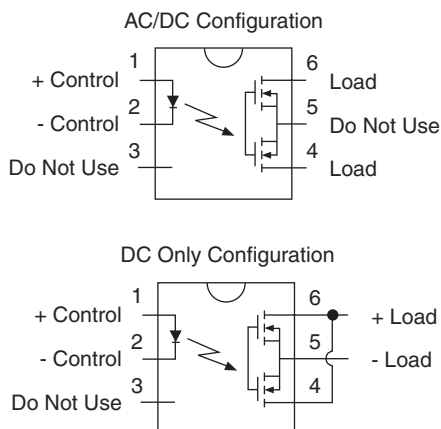 AC/DC Configuration
1 6
+ Control Load
2 5
- Control Do Not Use
3 4
Do Not Use Load
DC Only Configuration
1 6
+ Control + Load
2 5
- Control - Load
3 4
Do Not Use